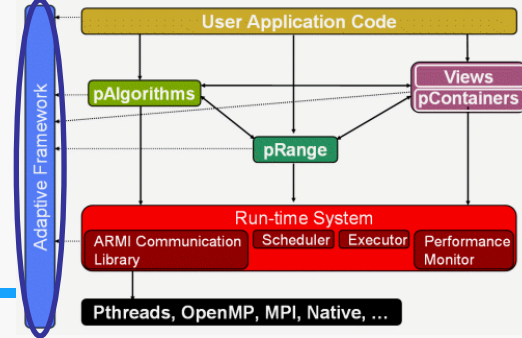 User Application Code
Adaptive Framework
pAlgorithms
Views
pContainers
pRange
Run-time System
ARMI Communication
Library
Scheduler
Executor
Performance
Monitor
Pthreads, OpenMP, MPI, Native, ...